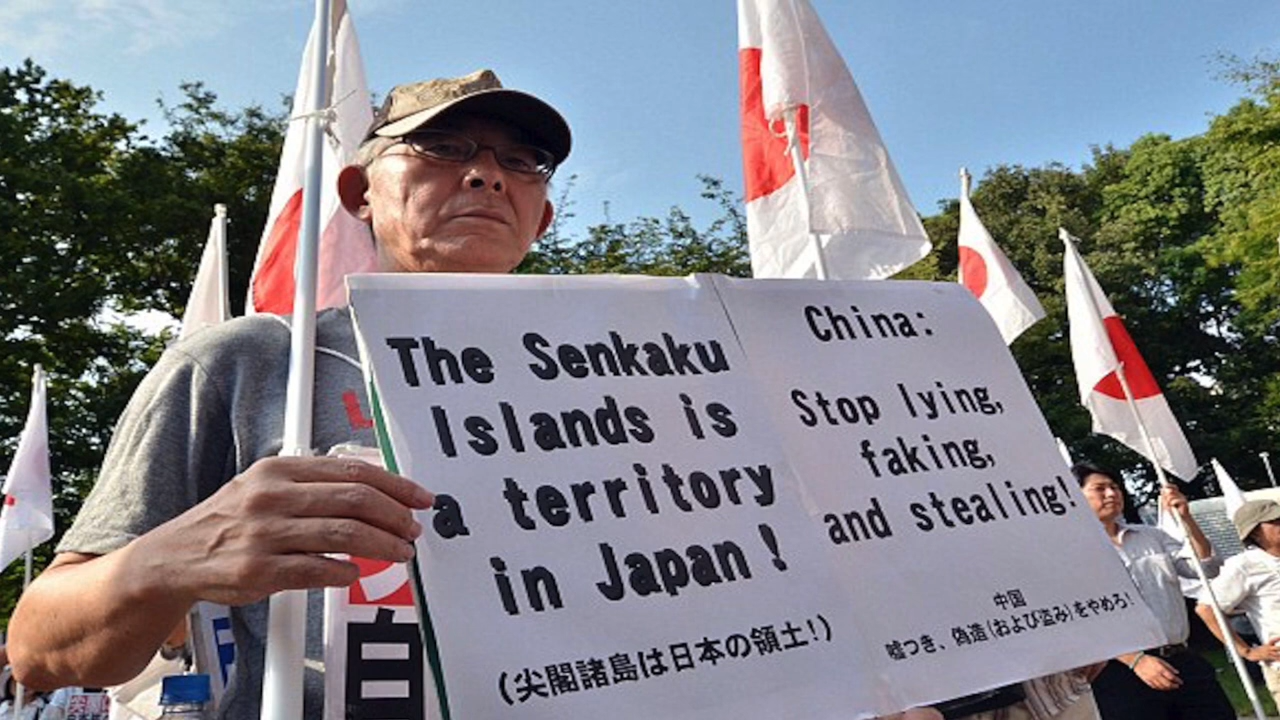 The Senkaku
Islands is
a territory
in Japan!
(尖閣諸島は日本の領土!)
China:
Stop lying,
faking,
and stealing!
中国
嘘つき、偽造(および盗み)をやめろ!